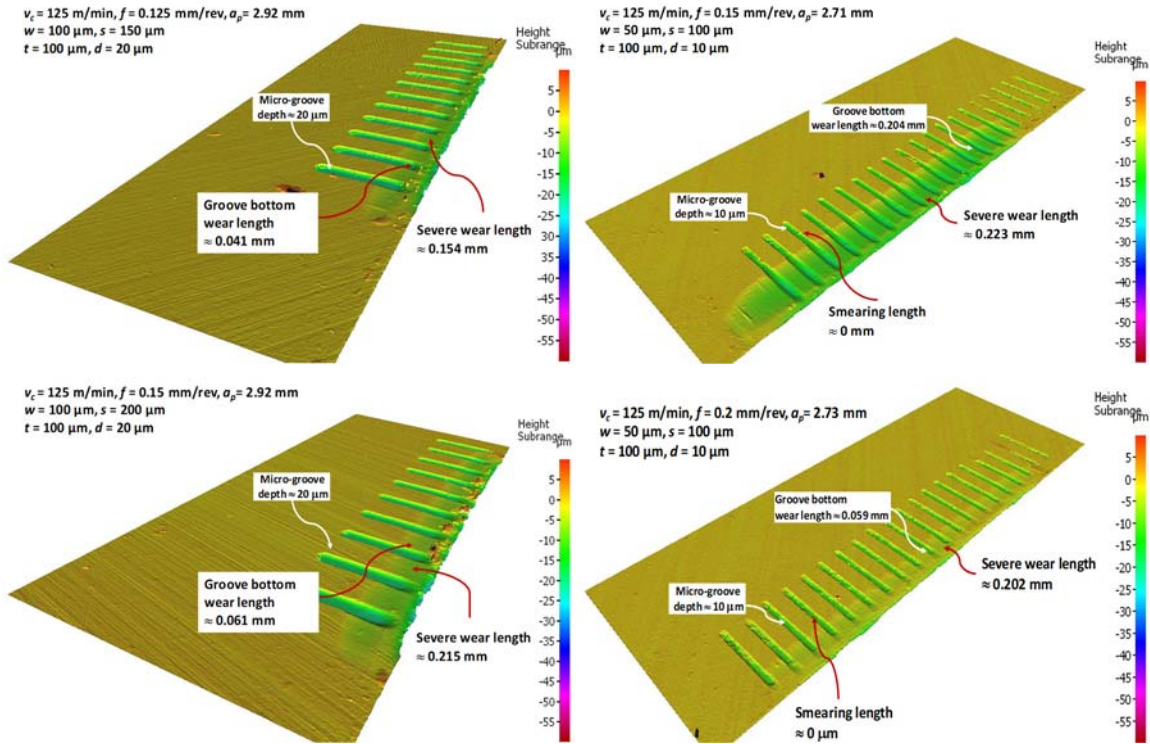 v_c = 125 m/min, f = 0.125 mm/rev, a_p= 2.92 mm
w = 100 μm, s = 150 μm
t = 100 μm, d = 20 μm
Height
Subrange
μm
5
0
-5
-10
-15
-20
-25
-30
-35
-40
-45
-50
-55
Micro-groove
depth ≈ 20 μm
Groove bottom
wear length
≈ 0.041 mm
Severe wear length
≈ 0.154 mm
v_c = 125 m/min, f = 0.15 mm/rev, a_p= 2.71 mm
w = 50 μm, s = 100 μm
t = 100 μm, d = 10 μm
Height
Subrange
μm
5
0
-5
-10
-15
-20
-25
-30
-35
-40
-45
-50
-55
Groove bottom
wear length ≈ 0.204 mm
Micro-groove
depth ≈ 10 μm
Severe wear length
≈ 0.223 mm
Smearing length
≈ 0 mm
v_c = 125 m/min, f = 0.15 mm/rev, a_p= 2.92 mm
w = 100 μm, s = 200 μm
t = 100 μm, d = 20 μm
Height
Subrange
μm
5
0
-5
-10
-15
-20
-25
-30
-35
-40
-45
-50
-55
Micro-groove
depth ≈ 20 μm
Groove bottom
wear length
≈ 0.061 mm
Severe wear length
≈ 0.215 mm
v_c = 125 m/min, f = 0.2 mm/rev, a_p= 2.73 mm
w = 50 μm, s = 100 μm
t = 100 μm, d = 10 μm
Height
Subrange
μm
5
0
-5
-10
-15
-20
-25
-30
-35
-40
-45
-50
-55
Groove bottom
wear length ≈ 0.059 mm
Micro-groove
depth ≈ 10 μm
Severe wear length
≈ 0.202 mm
Smearing length
≈ 0 μm